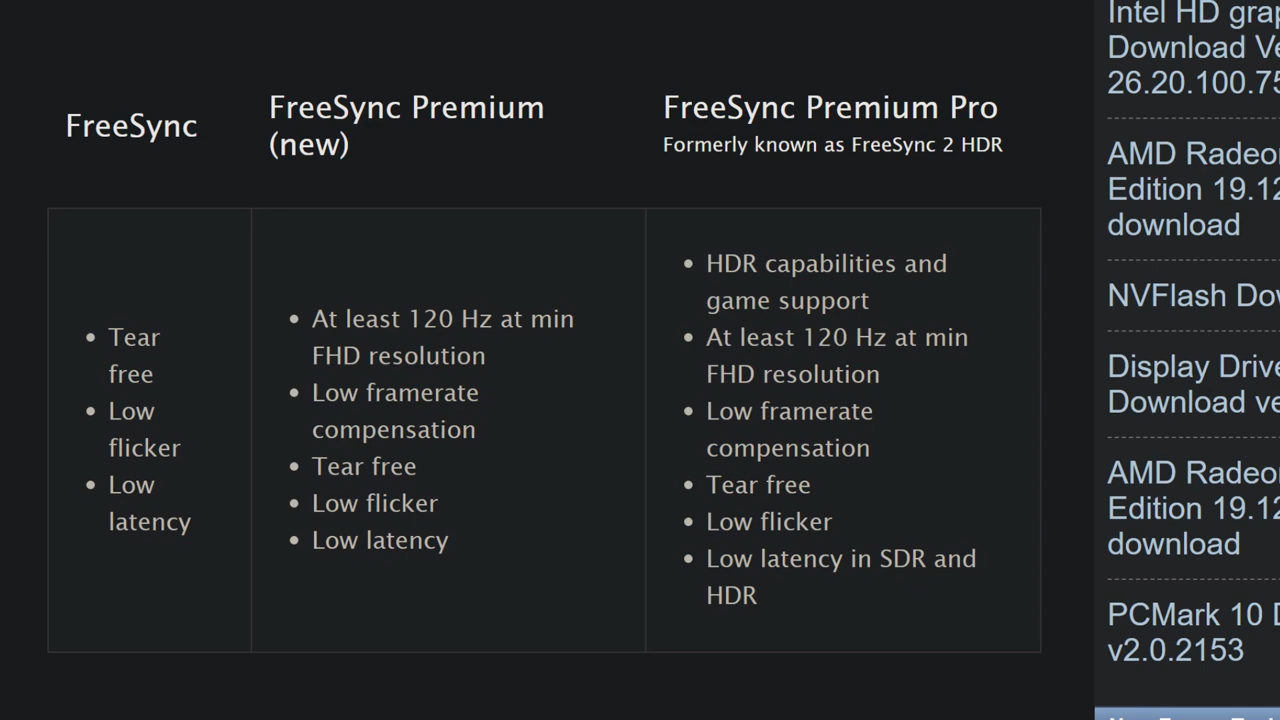 FreeSync
FreeSync Premium
(new)
FreeSync Premium Pro
Formerly known as FreeSync 2 HDR
• Tear
free
• Low
flicker
• Low
latency
• At least 120 Hz at min
FHD resolution
• Low framerate
compensation
• Tear free
• Low flicker
• Low latency
• HDR capabilities and
game support
• At least 120 Hz at min
FHD resolution
• Low framerate
compensation
• Tear free
• Low flicker
• Low latency in SDR and
HDR
Intel HD
Download
26.20.100.75
AMD
Edition 19.12
download
NVFlash
Display
Download
AMD
Edition 19.12
download
PCMark 10
v2.0.2153